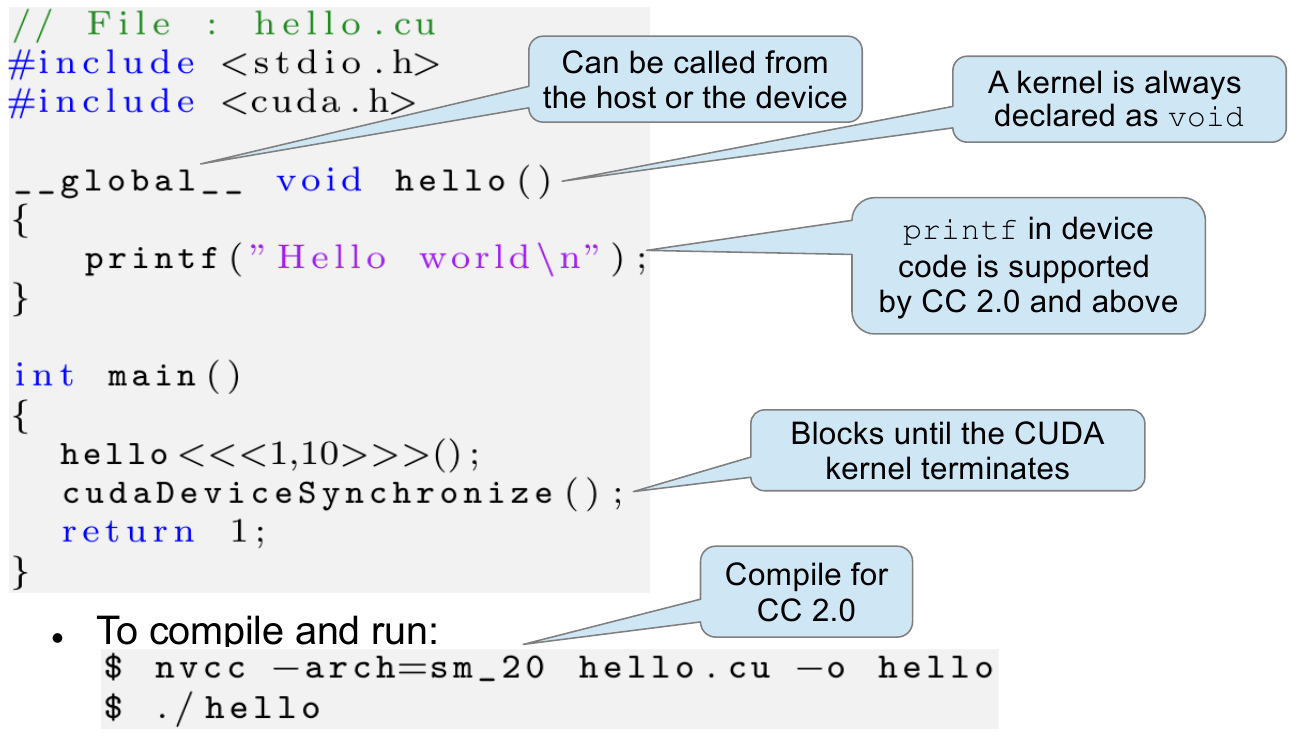 // File : hello.cu
#include <stdio.h>
#include <cuda.h>
Can be called from
the host or the device
A kernel is always
declared as void
__global__ void hello()
{
printf(”Hello world\n”);
}
printf in device
code is supported
by CC 2.0 and above
int main()
{
hello<<<1,10>>>();
cudaDeviceSynchronize();
return 1;
}
Blocks until the CUDA
kernel terminates
Compile for
CC 2.0
• To compile and run:
$ nvcc −arch=sm_20 hello.cu −o hello
$ ./hello